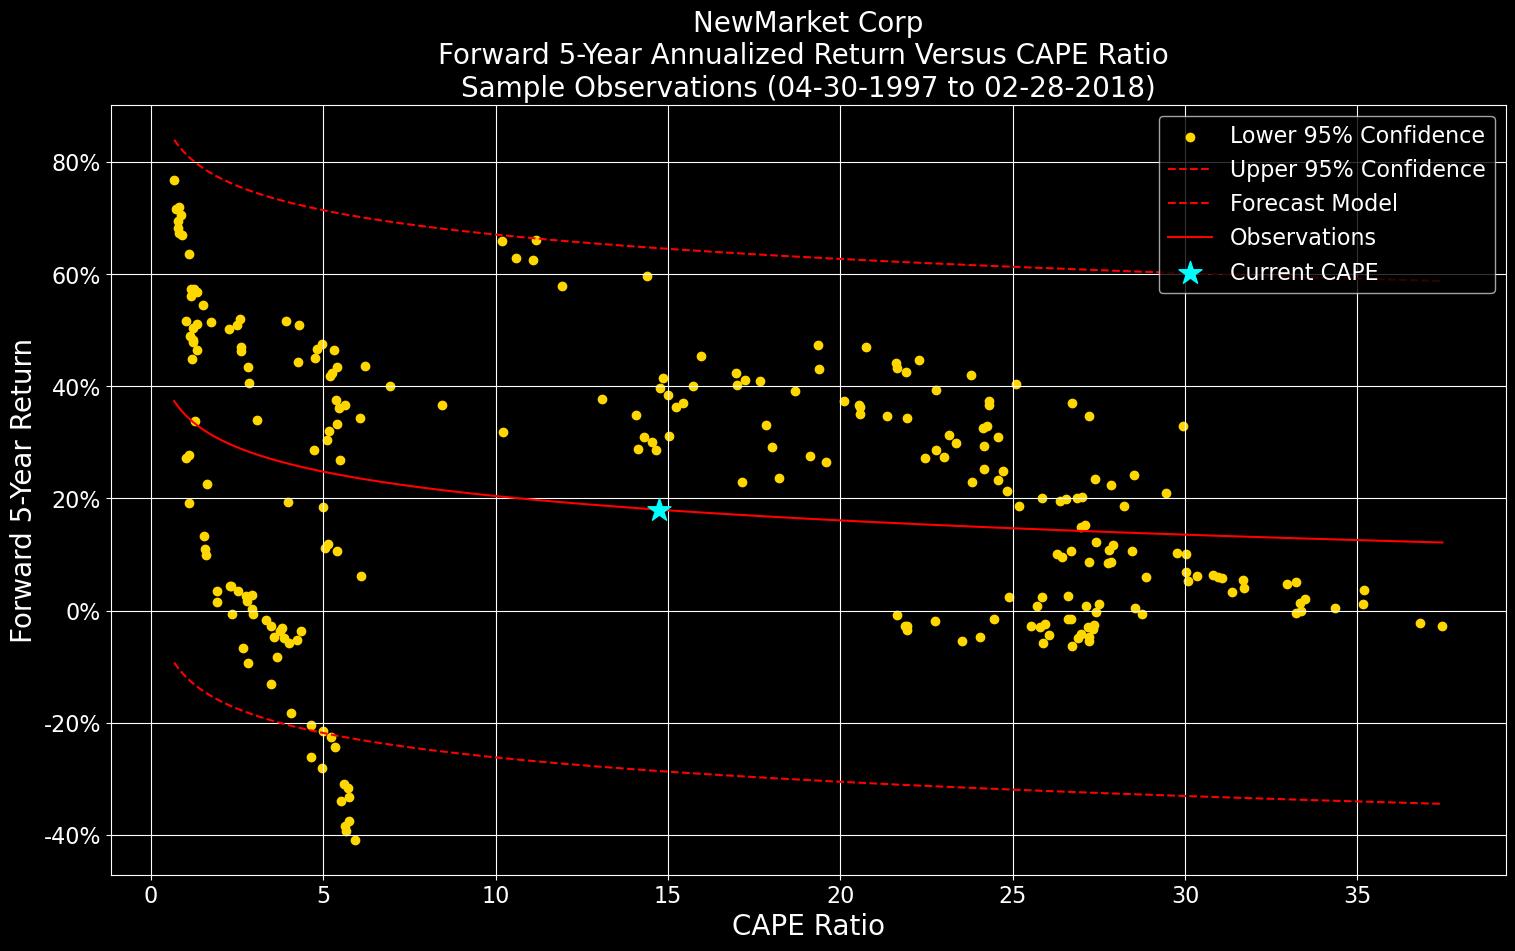 NewMarket Corp
Forward 5-Year Annualized Return Versus CAPE Ratio
Sample Observations (04-30-1997 to 02-28-2018)
Lower 95% Confidence
Upper 95% Confidence
Forecast Model
Observations
Current CAPE
Forward 5-Year Return
80%
60%
40%
20%
0%
-20%
-40%
0 5 10 15 20 25 30 35
CAPE Ratio